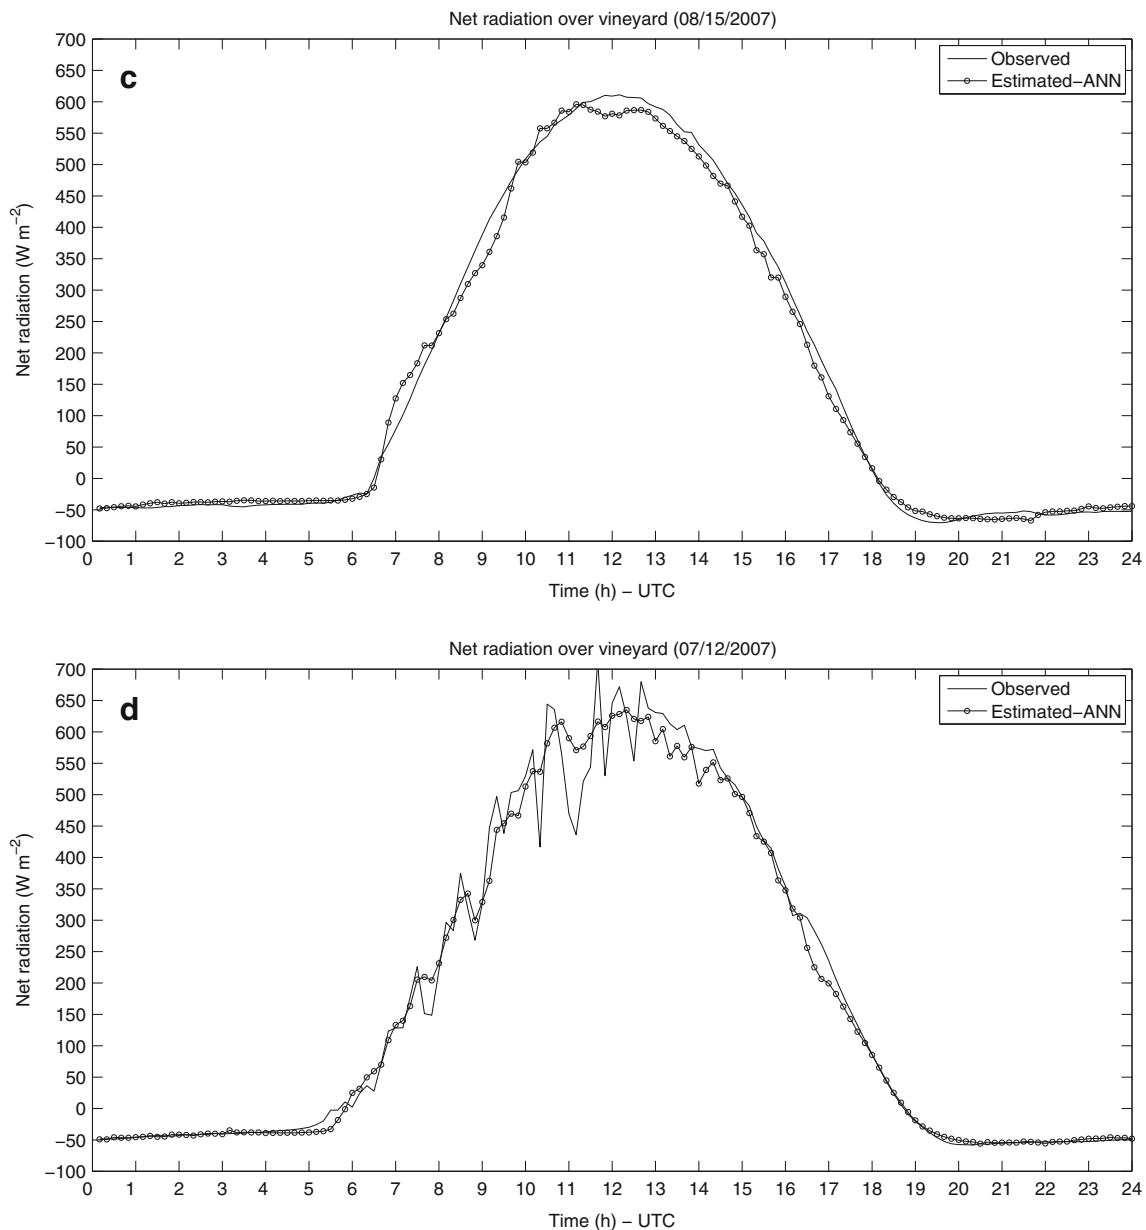 Net radiation over vineyard (08/15/2007)
c
Observed
Estimated−ANN
Net radiation (W m−2)
700
650
600
550
500
450
400
350
300
250
200
150
100
50
0
−50
−100
0 1 2 3 4 5 6 7 8 9 10 11 12 13 14 15 16 17 18 19 20 21 22 23 24
Time (h) − UTC
Net radiation over vineyard (07/12/2007)
d
Observed
Estimated−ANN
Net radiation (W m−2)
700
650
600
550
500
450
400
350
300
250
200
150
100
50
0
−50
−100
0 1 2 3 4 5 6 7 8 9 10 11 12 13 14 15 16 17 18 19 20 21 22 23 24
Time (h) − UTC